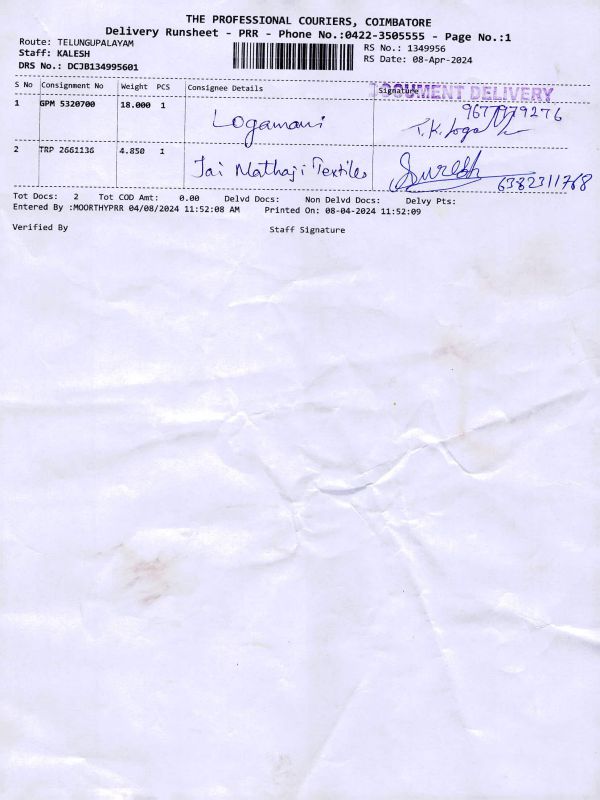 THE PROFESSIONAL COURIERS, COIMBATORE
Delivery Runsheet - PRR - Phone No.:0422-3505555 - Page No.:1
Route: TELUNGUPALAYAM RS No.: 1349956
Staff: KALESH RS Date: 08-Apr-2024
DRS No.: DCJB134995601
DOCUMENT DELIVERY
S No Consignment No Weight PCS Consignee Details Signature
1 GPM 5320700 18.000 1 Logamani T.K. Loga
2 TRP 2661136 4.850 1 Jai Mathaji Textiles Suresh 6382311768
Tot Docs: 2 Tot COD Amt: 0.00 Delvd Docs: Non Delvd Docs: Delvy Pts:
Entered By :MOORTHYPRR 04/08/2024 11:52:08 AM Printed On: 08-04-2024 11:52:09
Verified By Staff Signature